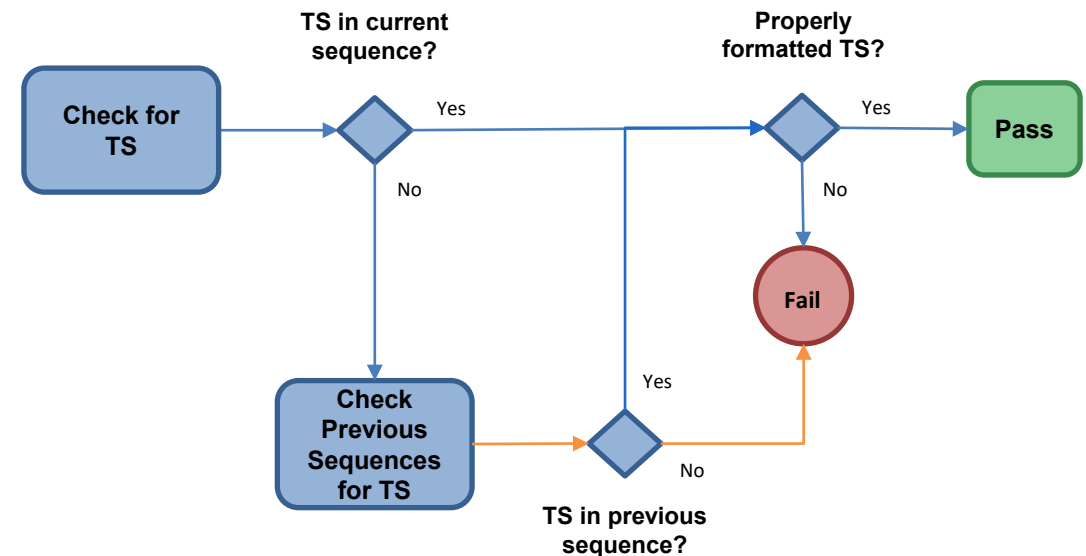 TS in current
sequence?
Properly
formatted TS?
Check for
TS
Yes
Yes
Pass
No
No
Fail
Check
Previous
Sequences
for TS
Yes
No
TS in previous
sequence?